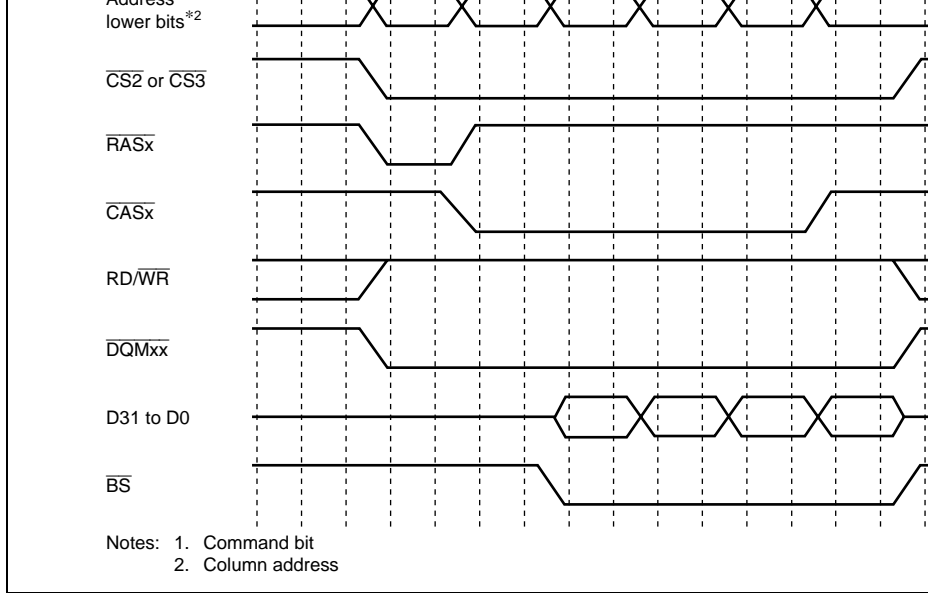 Address
lower bits*2
CS2 or CS3
RASx
CASx
RD/WR
DQMxx
D31 to D0
BS
Notes: 1. Command bit
2. Column address